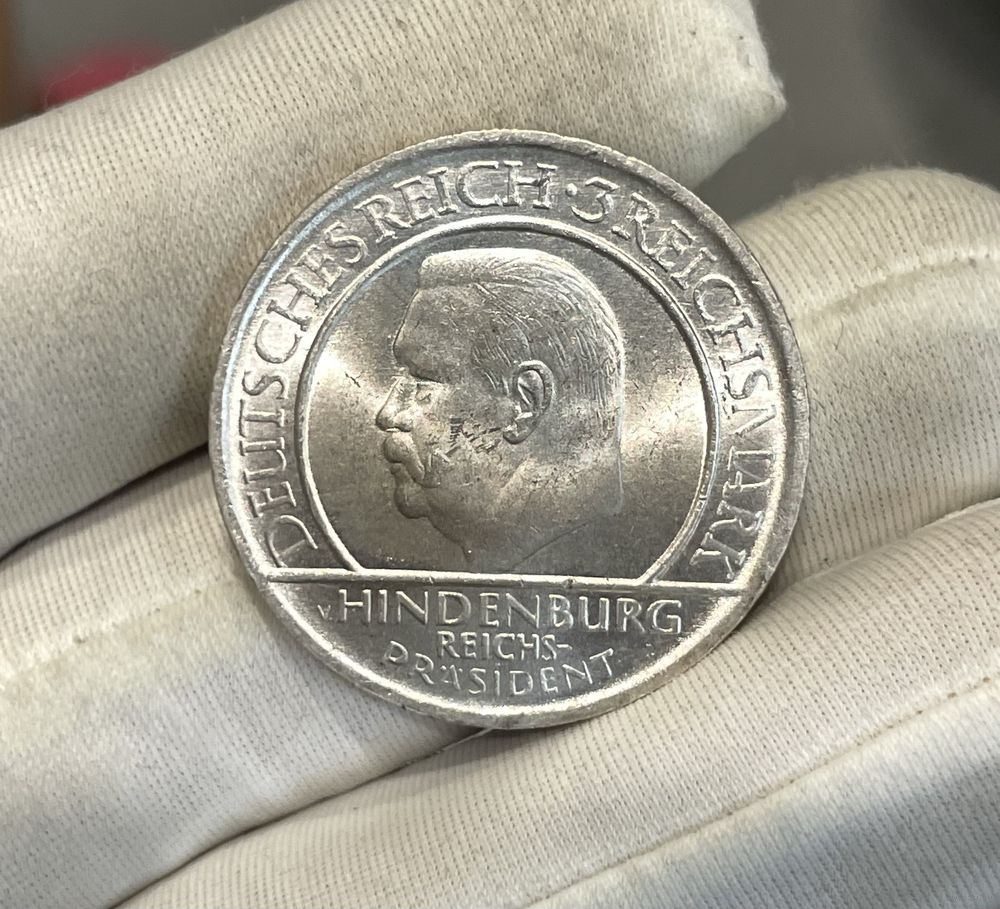 DEUTSCHES REICH · 3 REICHSMARK
v. HINDENBURG
REICHS-
PRÄSIDENT